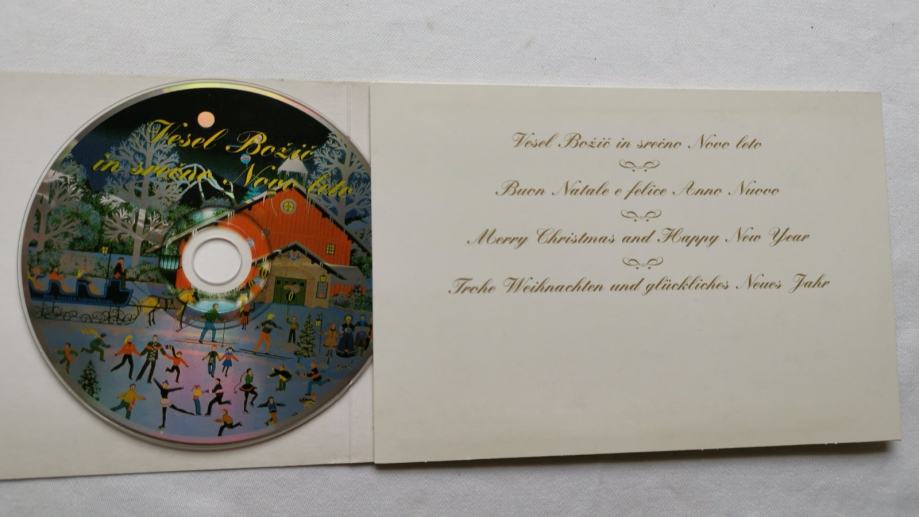 Vesel Božič
in srečno Novo leto
Vesel Božič in srečno Novo leto
Buon Natale e felice Anno Nuovo
Merry Christmas and Happy New Year
Frohe Weihnachten und glückliches Neues Jahr